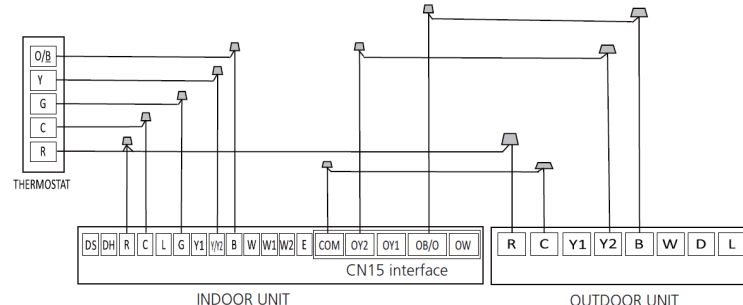 O/B
Y
G
C
R
THERMOSTAT
DS DH R C L G Y1 Y/Y2 B W W1 W2 E COM OY2 OY1 OB/O OW
CN15 interface
INDOOR UNIT
R C Y1 Y2 B W D L
OUTDOOR UNIT